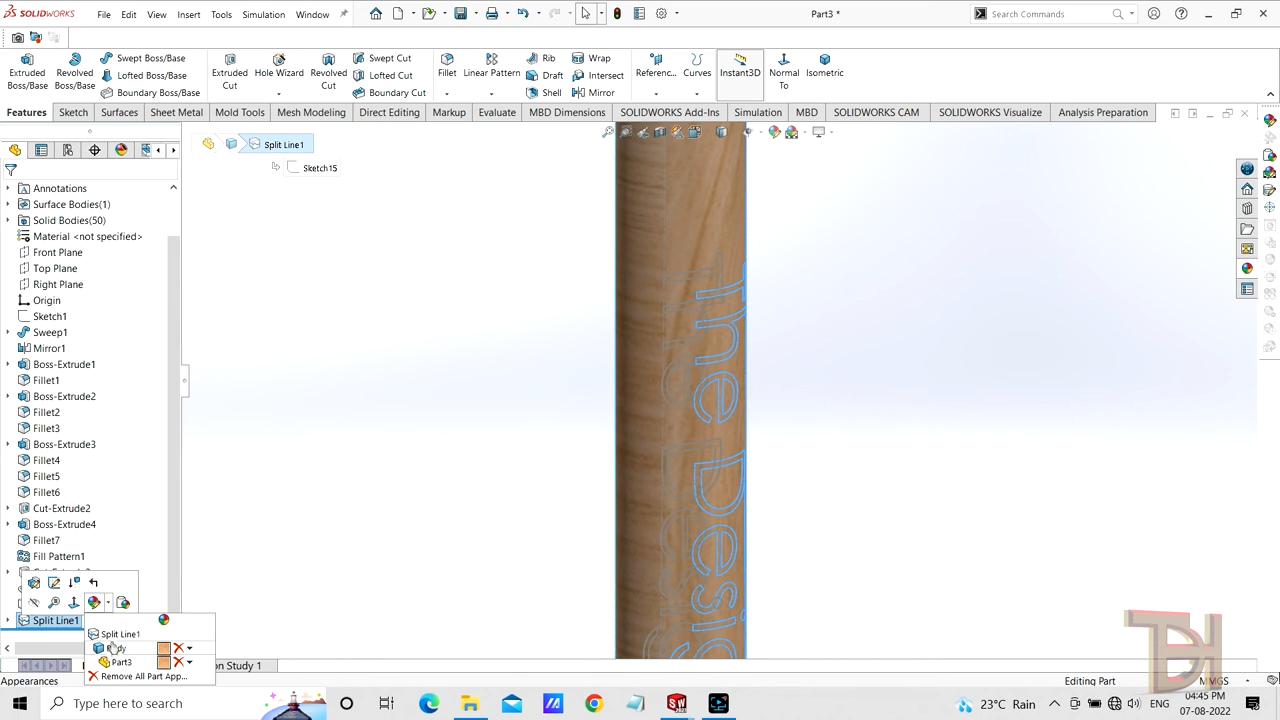 SOLIDWORKS File Edit View Insert Tools Simulation Window Part3 * Search Commands
Extruded Boss/Base Revolved Boss/Base Swept Boss/Base Lofted Boss/Base Boundary Boss/Base Extruded Cut Hole Wizard Revolved Cut Swept Cut Lofted Cut Boundary Cut Fillet Linear Pattern Rib Draft Shell Wrap Intersect Mirror Referenc... Curves Instant3D Normal To Isometric
Features Sketch Surfaces Sheet Metal Mold Tools Mesh Modeling Direct Editing Markup Evaluate MBD Dimensions SOLIDWORKS Add-Ins Simulation MBD SOLIDWORKS CAM SOLIDWORKS Visualize Analysis Preparation
Split Line1
Sketch15
Annotations
Surface Bodies(1)
Solid Bodies(50)
Material <not specified>
Front Plane
Top Plane
Right Plane
Origin
Sketch1
Sweep1
Mirror1
Boss-Extrude1
Fillet1
Boss-Extrude2
Fillet2
Fillet3
Boss-Extrude3
Fillet4
Fillet5
Fillet6
Cut-Extrude2
Boss-Extrude4
Fillet7
Fill Pattern1
Split Line1
Split Line1
Body
Part3
Remove All Part App...
The Desig
on Study 1
Appearances Editing Part MMGS
Type here to search 23°C Rain ENG 04:45 PM
07-08-2022